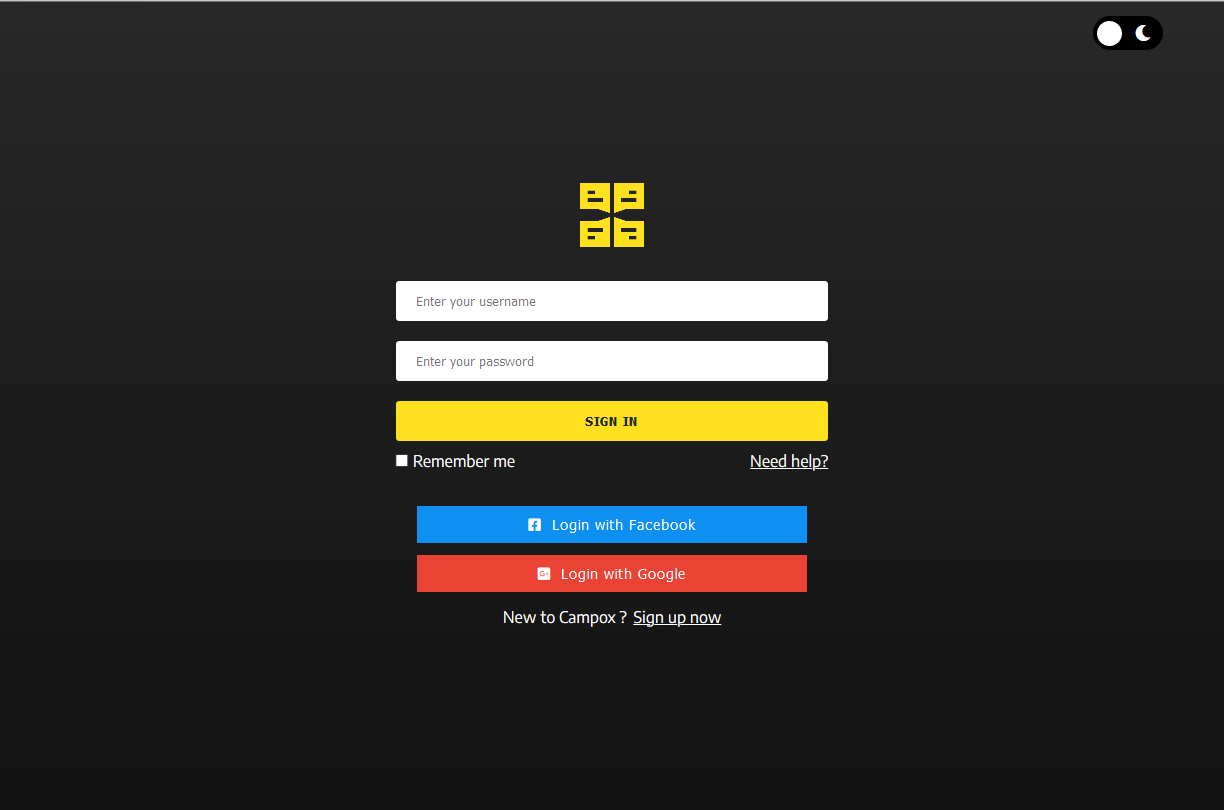 Enter your username
Enter your password
SIGN IN
Remember me Need help?
Login with Facebook
Login with Google
New to Campox ? Sign up now